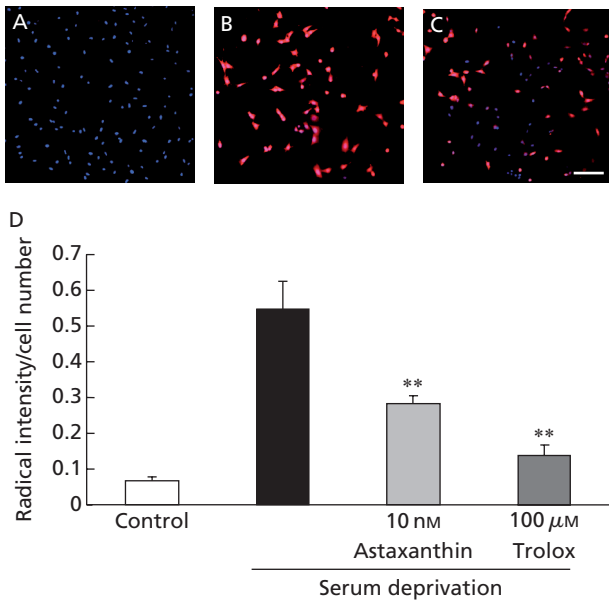 A
B
C
D
Radical intensity/cell number
0.7
0.6
0.5
0.4
0.3
0.2
0.1
0
**
**
Control
10 nM
100 μM
Astaxanthin
Trolox
Serum deprivation